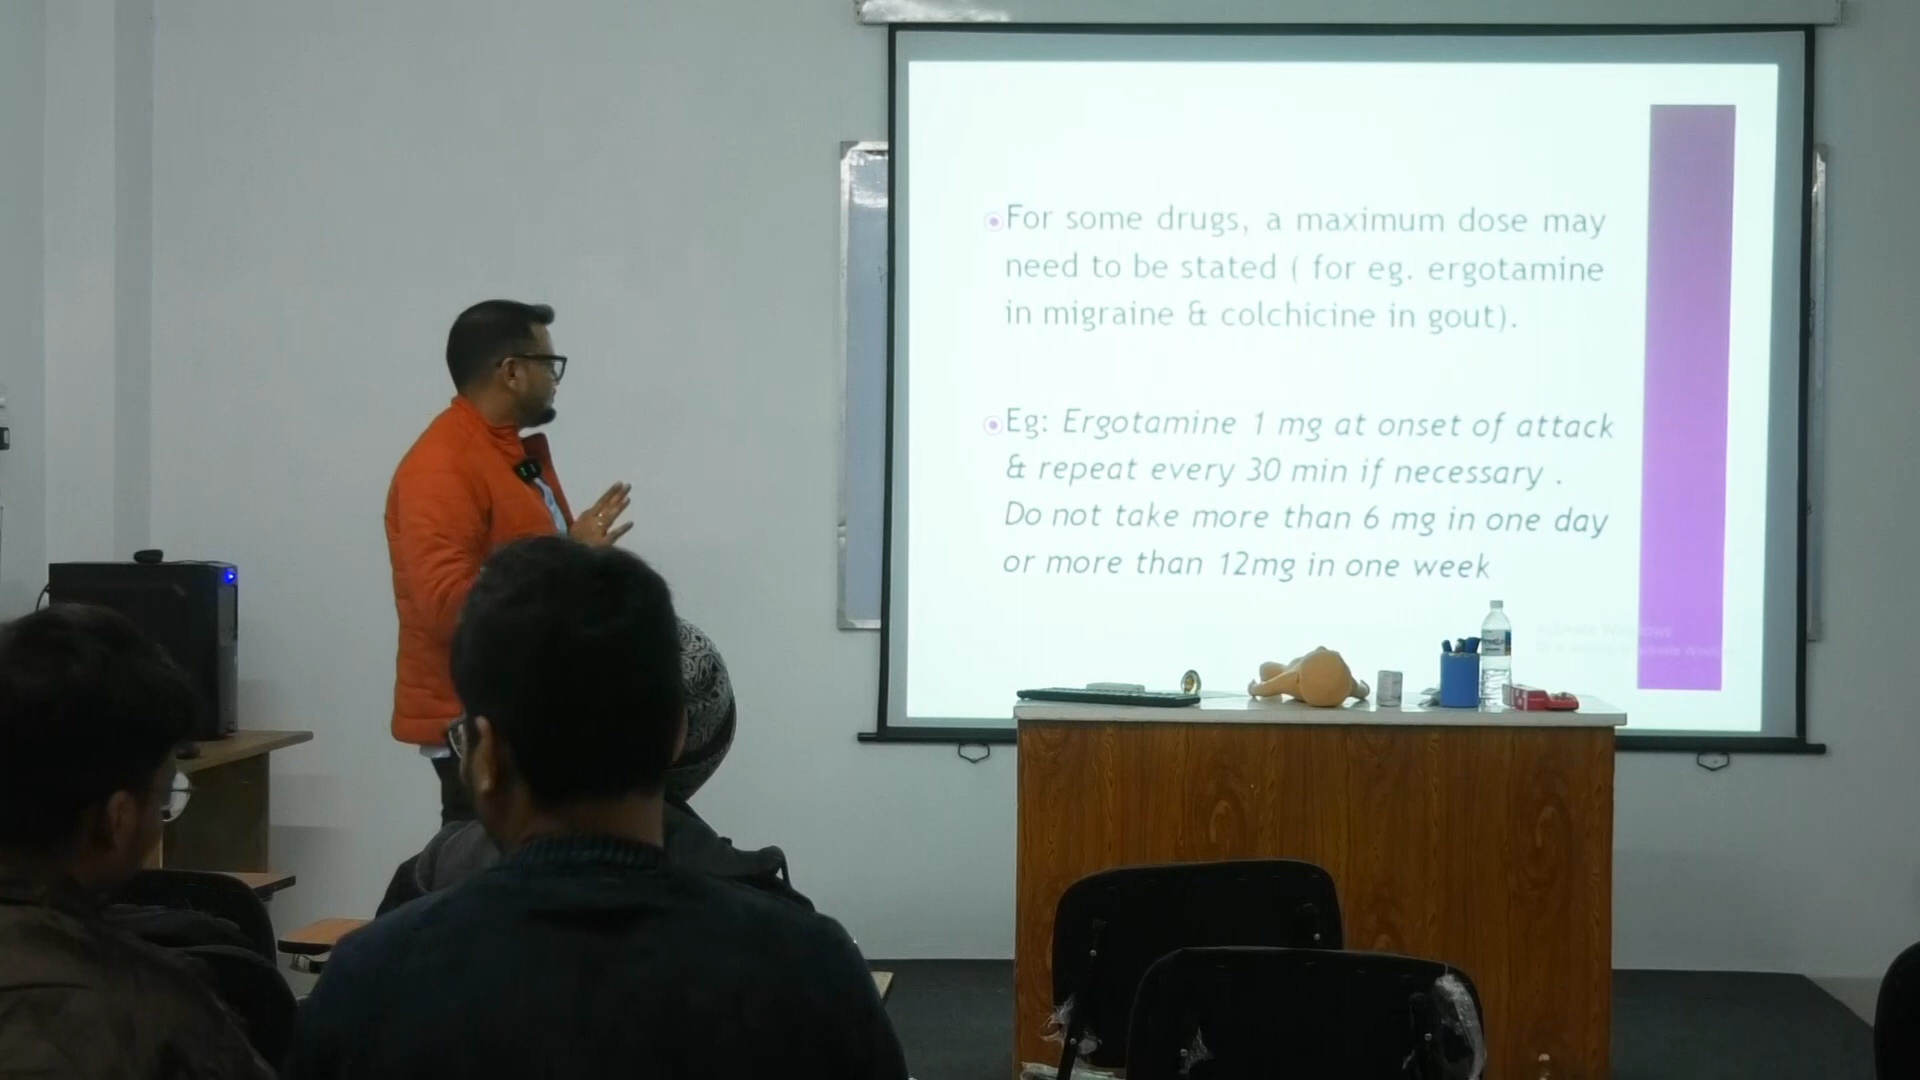 For some drugs, a maximum dose may
need to be stated ( for eg. ergotamine
in migraine & colchicine in gout).
Eg: Ergotamine 1 mg at onset of attack
& repeat every 30 min if necessary .
Do not take more than 6 mg in one day
or more than 12mg in one week